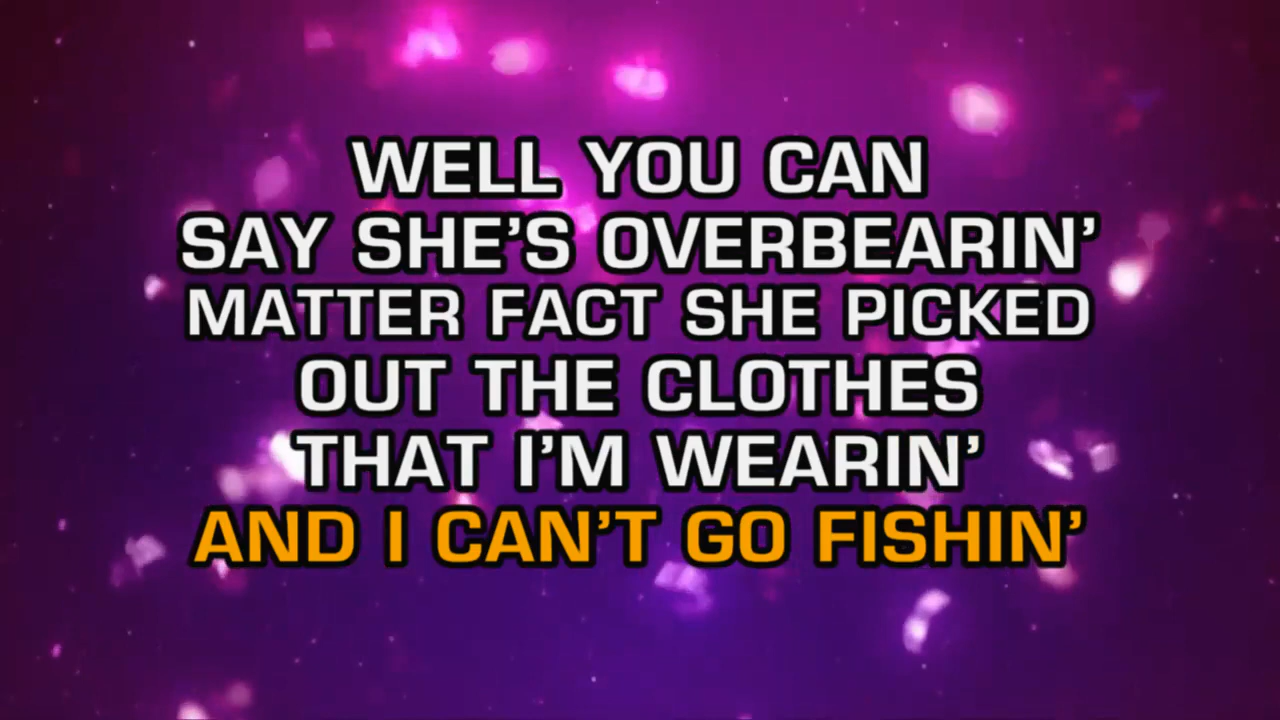 WELL YOU CAN
SAY SHE’S OVERBEARIN’
MATTER FACT SHE PICKED
OUT THE CLOTHES
THAT I’M WEARIN’
AND I CAN’T GO FISHIN’